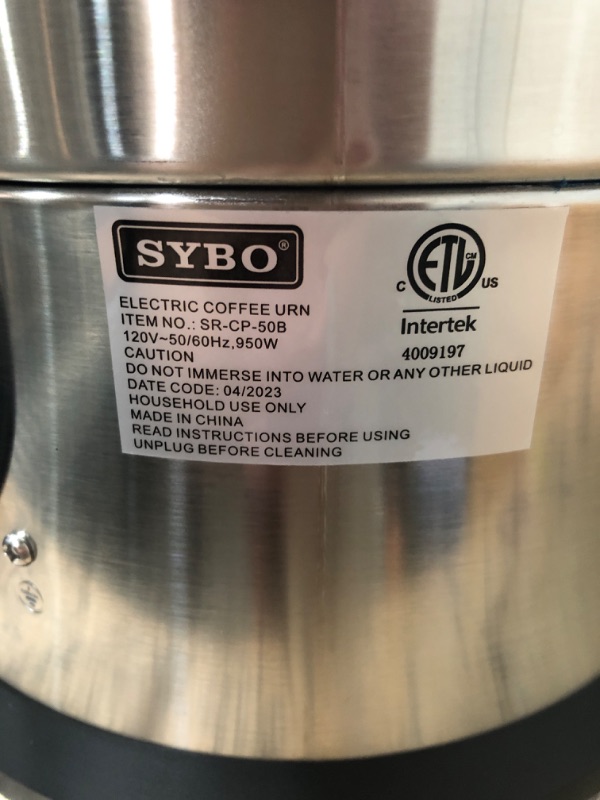 SYBO®
ELECTRIC COFFEE URN
ITEM NO.: SR-CP-50B
120V~50/60Hz,950W
CAUTION
DO NOT IMMERSE INTO WATER OR ANY OTHER LIQUID
DATE CODE: 04/2023
HOUSEHOLD USE ONLY
MADE IN CHINA
READ INSTRUCTIONS BEFORE USING
UNPLUG BEFORE CLEANING
ETL CM
C US
LISTED
Intertek
4009197